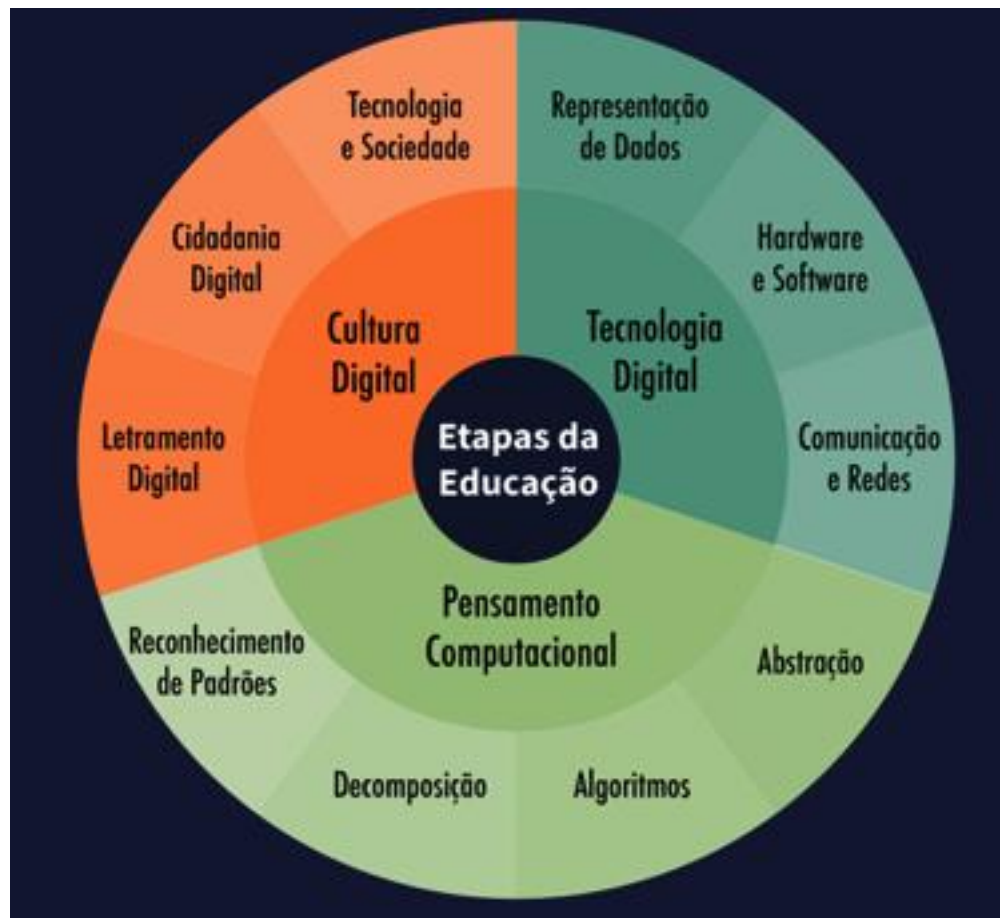 Tecnologia
e Sociedade
Representação
de Dados
Cidadania
Digital
Hardware
e Software
Cultura
Digital
Tecnologia
Digital
Letramento
Digital
Etapas da
Educação
Comunicação
e Redes
Pensamento
Computacional
Reconhecimento
de Padrões
Abstração
Decomposição
Algoritmos